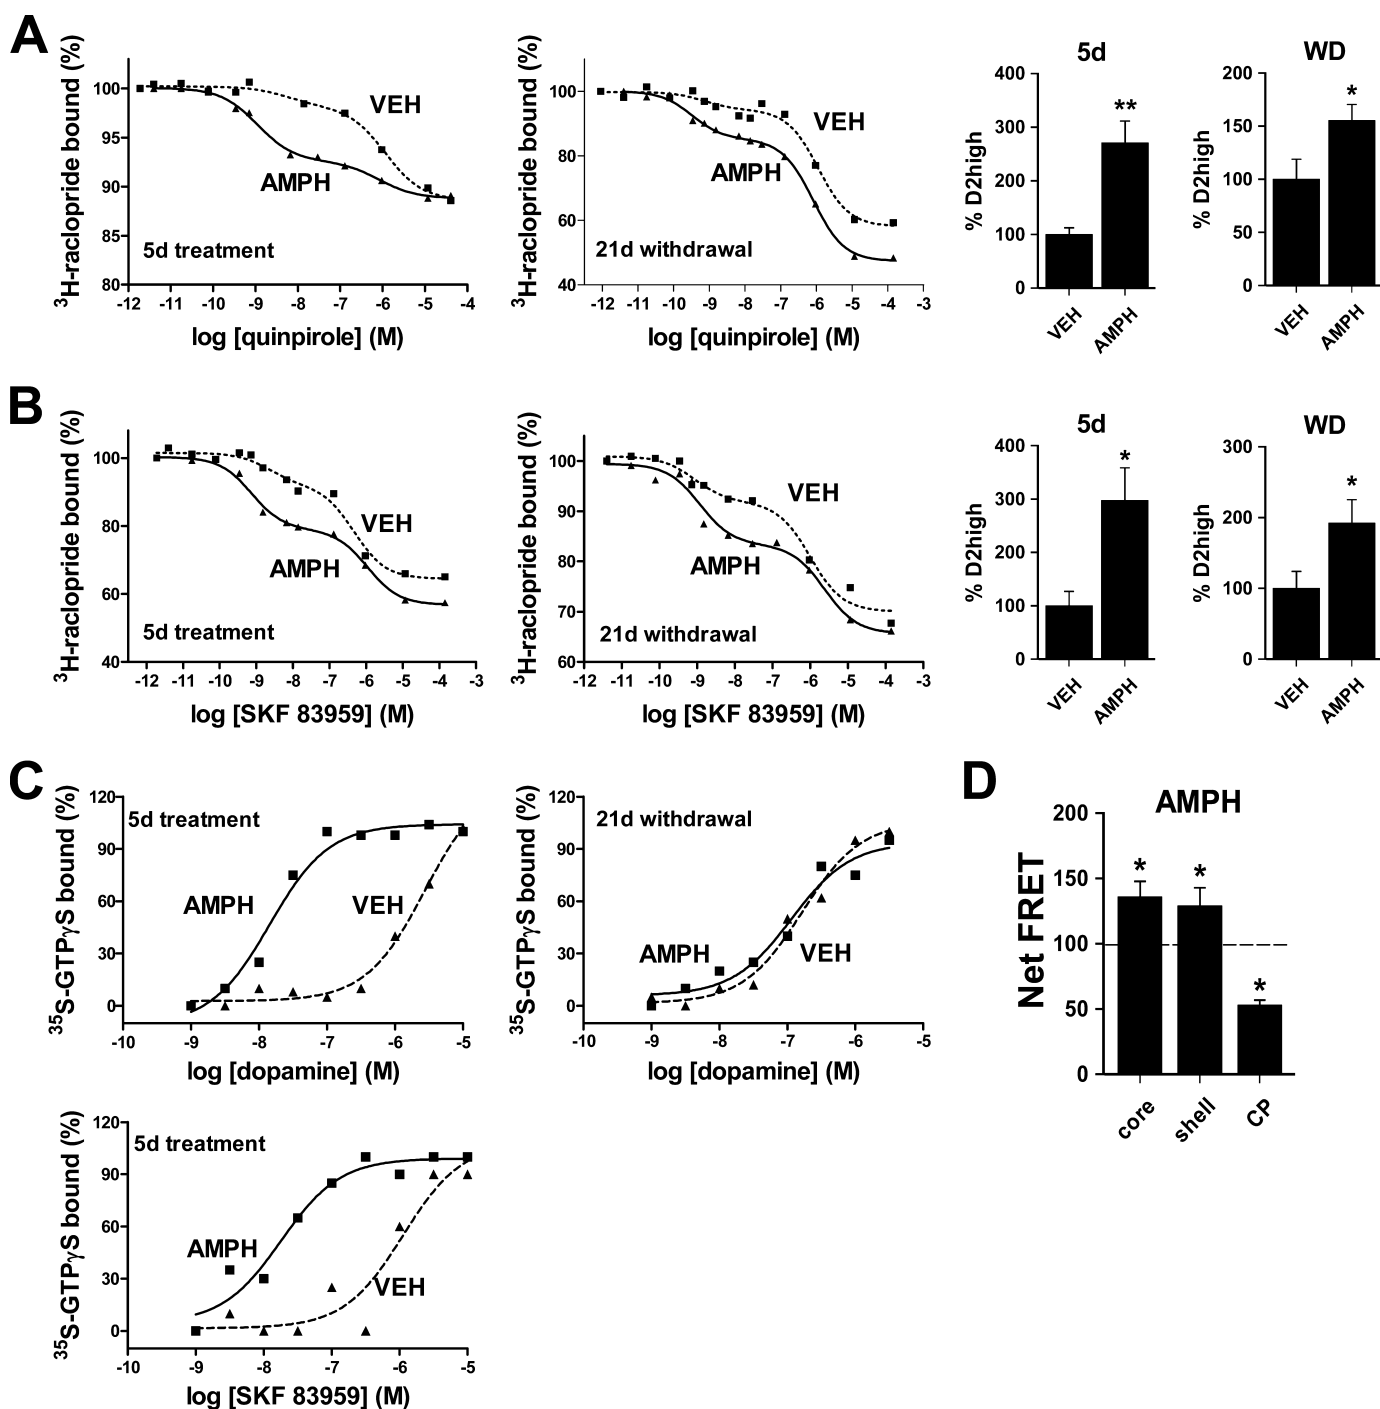 A
³H-raclopride bound (%)
100
95
90
85
80
VEH
AMPH
5d treatment
-12 -11 -10 -9 -8 -7 -6 -5 -4
log [quinpirole] (M)
³H-raclopride bound (%)
100
80
60
40
VEH
AMPH
21d withdrawal
-12 -11 -10 -9 -8 -7 -6 -5 -4 -3
log [quinpirole] (M)
5d
% D2high
400
300
200
100
0
**
VEH AMPH
WD
% D2high
200
150
100
50
0
*
VEH AMPH
B
³H-raclopride bound (%)
100
80
60
40
VEH
AMPH
5d treatment
-12 -11 -10 -9 -8 -7 -6 -5 -4 -3
log [SKF 83959] (M)
³H-raclopride bound (%)
100
90
80
70
60
VEH
AMPH
21d withdrawal
-12 -11 -10 -9 -8 -7 -6 -5 -4 -3
log [SKF 83959] (M)
5d
% D2high
400
300
200
100
0
*
VEH AMPH
WD
% D2high
300
200
100
0
*
VEH AMPH
C
³⁵S-GTPγS bound (%)
120
90
60
30
0
5d treatment
AMPH VEH
-10 -9 -8 -7 -6 -5
log [dopamine] (M)
³⁵S-GTPγS bound (%)
120
90
60
30
0
21d withdrawal
AMPH VEH
-10 -9 -8 -7 -6 -5
log [dopamine] (M)
D
AMPH
Net FRET
200
150
100
50
0
* * *
core shell CP
³⁵S-GTPγS bound (%)
120
90
60
30
0
5d treatment
AMPH
VEH
-10 -9 -8 -7 -6 -5
log [SKF 83959] (M)